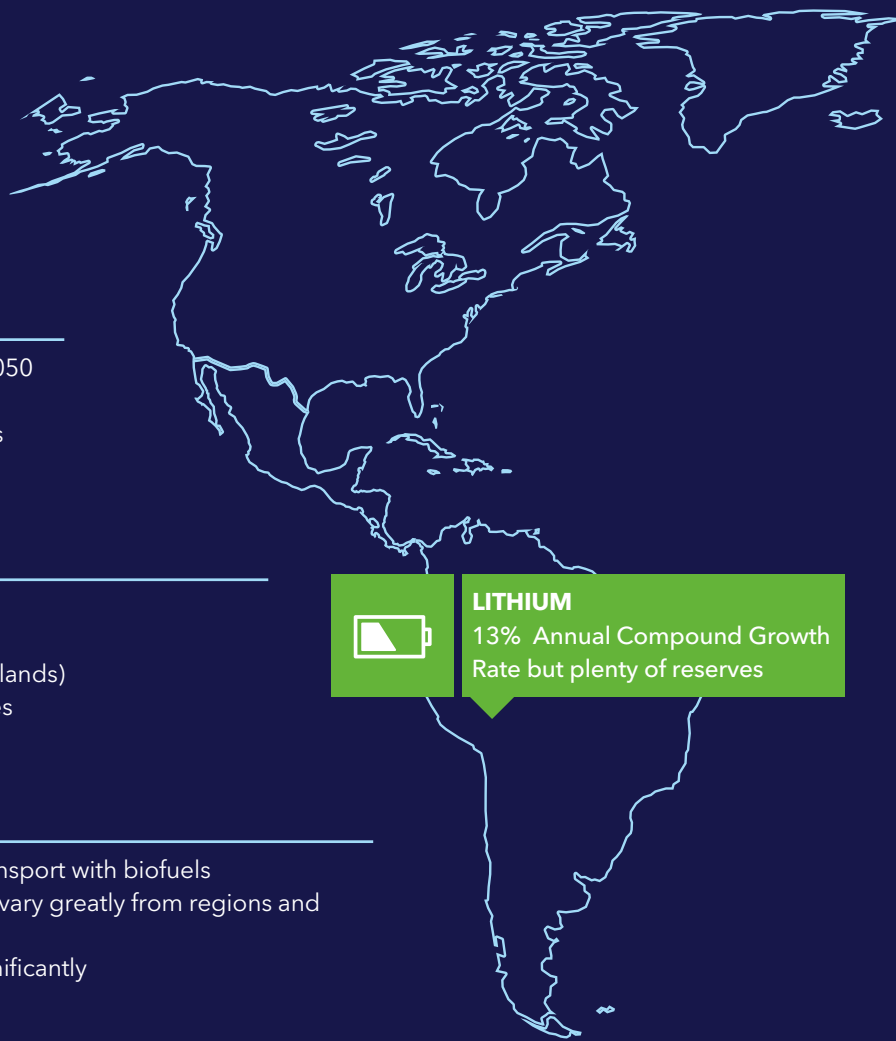 050
s
LITHIUM
13% Annual Compound Growth
Rate but plenty of reserves
lands)
es
nsport with biofuels
vary greatly from regions and
nificantly